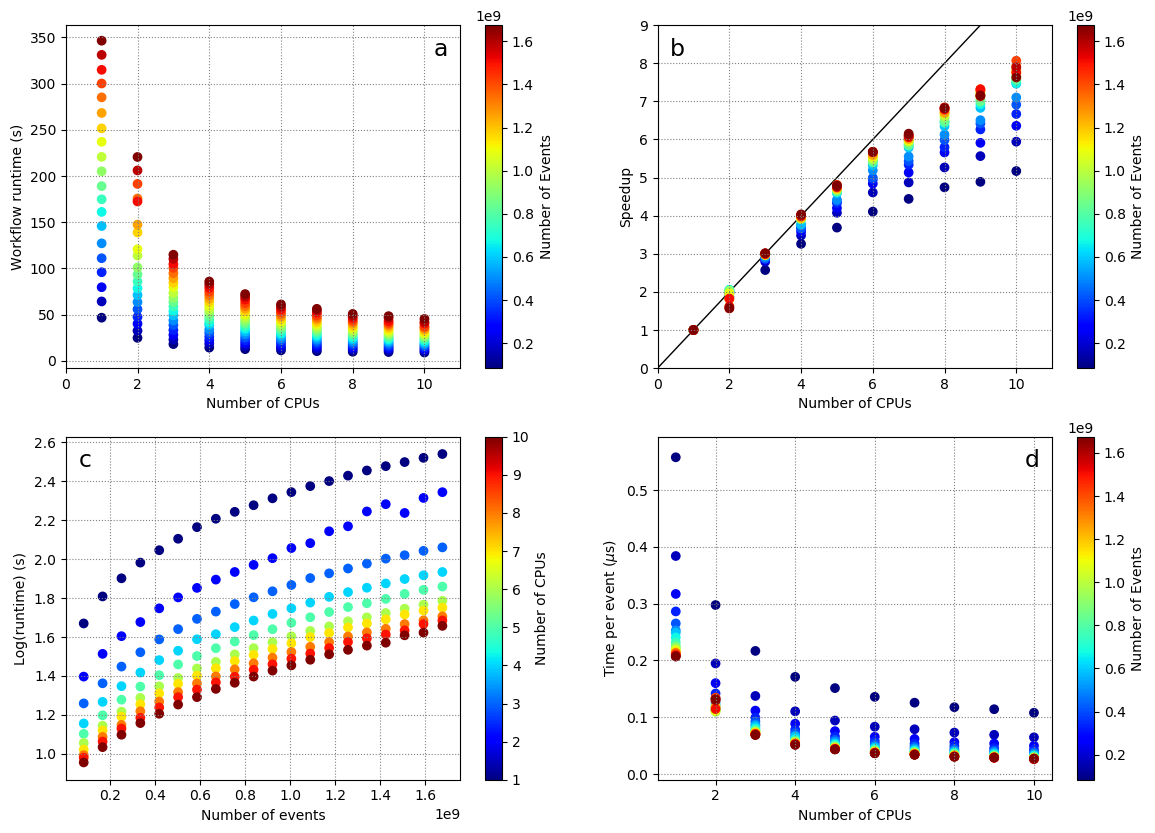 a
Workflow runtime (s)
350
300
250
200
150
100
50
0
0 2 4 6 8 10
Number of CPUs
1e9
1.6
1.4
1.2
1.0
0.8
0.6
0.4
0.2
Number of Events
b
Speedup
9
8
7
6
5
4
3
2
1
0
0 2 4 6 8 10
Number of CPUs
1e9
1.6
1.4
1.2
1.0
0.8
0.6
0.4
0.2
Number of Events
c
Log(runtime) (s)
2.6
2.4
2.2
2.0
1.8
1.6
1.4
1.2
1.0
0.2 0.4 0.6 0.8 1.0 1.2 1.4 1.6
Number of events
1e9
10
9
8
7
6
5
4
3
2
1
Number of CPUs
d
Time per event (μs)
0.5
0.4
0.3
0.2
0.1
0.0
2 4 6 8 10
Number of CPUs
1e9
1.6
1.4
1.2
1.0
0.8
0.6
0.4
0.2
Number of Events